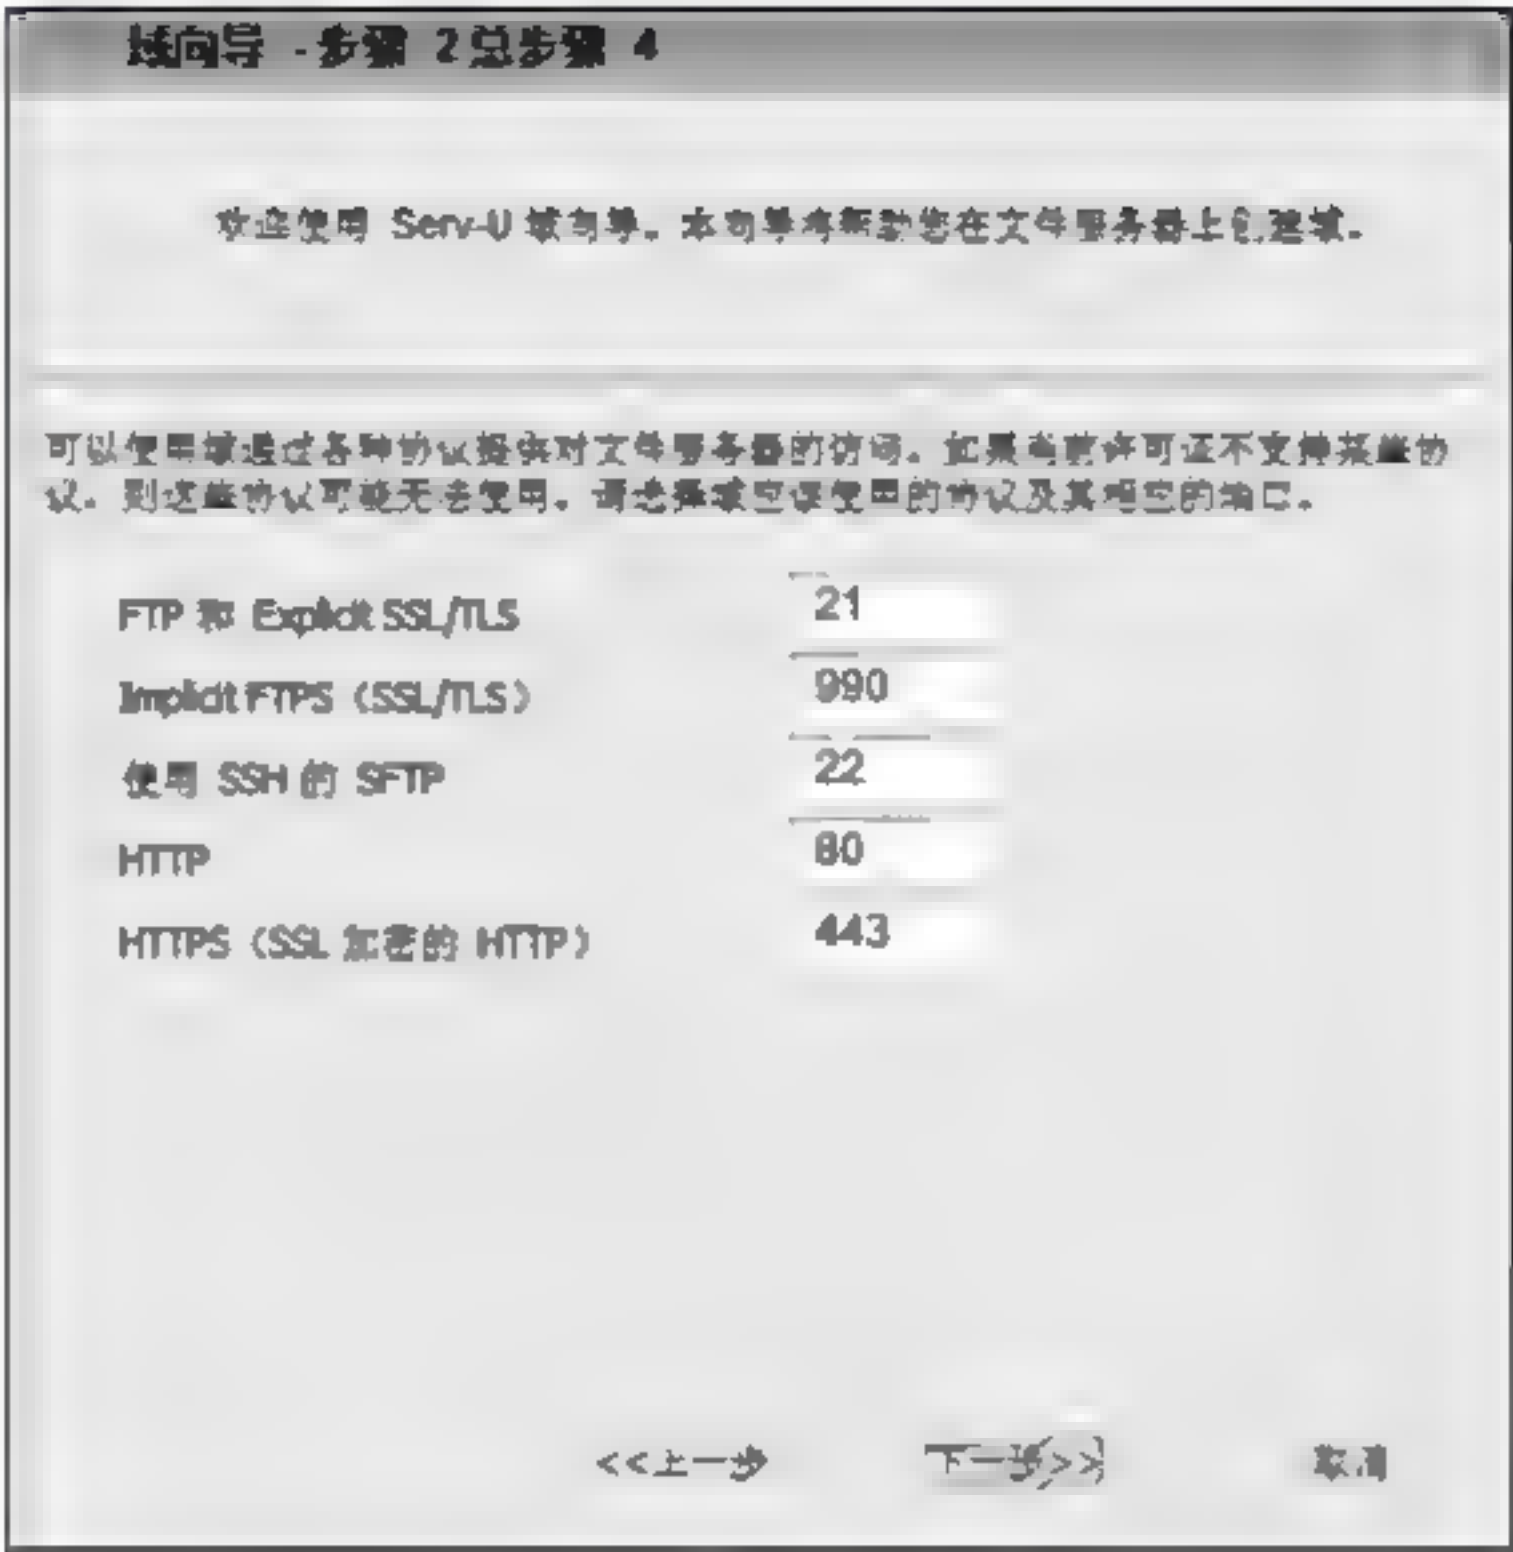 域向导 - 步骤 2总步骤 4
欢迎使用 Serv-U 域向导。本向导将帮助您在文件服务器上创建域。
可以使用域通过各种协议提供对文件服务器的访问。如果当前许可证不支持某些协
议。则这些协议可能无法使用。请选择域应该使用的协议及其相应的端口。
FTP 和 Explicit SSL/TLS 21
Implicit FTPS（SSL/TLS） 990
使用 SSH 的 SFTP 22
HTTP 80
HTTPS（SSL 加密的 HTTP） 443
<<上一步 下一步>> 取消